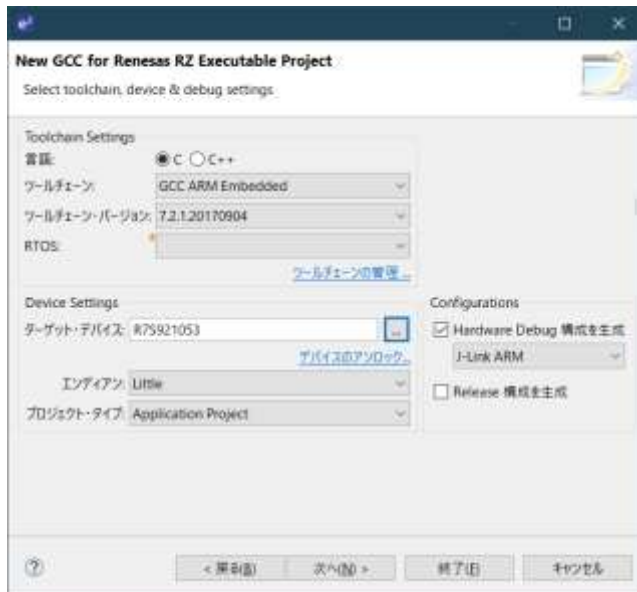 New GCC for Renesas RZ Executable Project
Select toolchain, device & debug settings
Toolchain Settings
言語: C C++
ツールチェーン: GCC ARM Embedded
ツールチェーン・バージョン: 7.2.1.20170904
RTOS:
ツールチェーンの管理...
Device Settings
ターゲット・デバイス: R7S921053 ...
デバイスのアンロック...
エンディアン: Little
プロジェクト・タイプ: Application Project
Configurations
Hardware Debug 構成を生成
J-Link ARM
Release 構成を生成
< 戻る(B) 次へ(N) > 終了(F) キャンセル